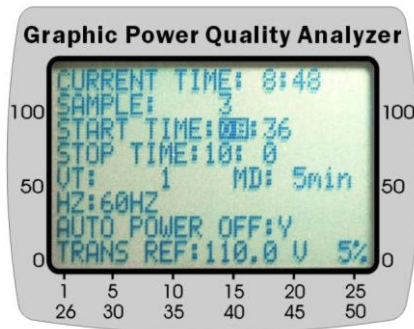 Graphic Power Quality Analyzer
CURRENT TIME: 8:48
SAMPLE: 3
START TIME:08:36
STOP TIME:10: 0
VT: 1 MD: 5min
HZ:60HZ
AUTO POWER OFF:Y
TRANS REF:110.0 V 5%
100 100
50 50
0 0
1 5 10 15 20 25
26 30 35 40 45 50